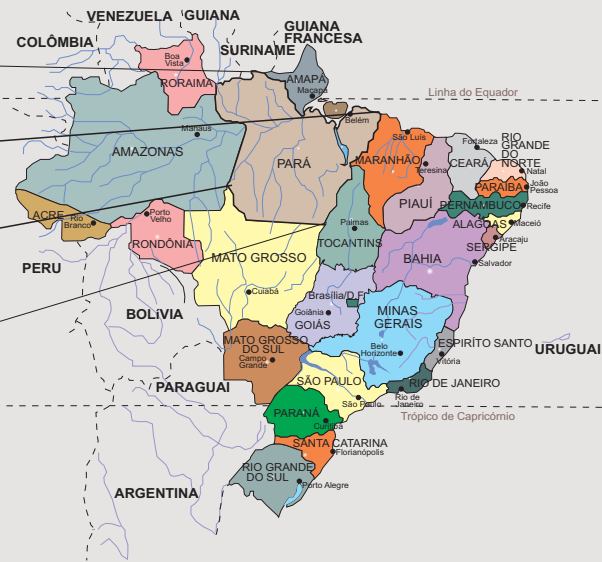 VENEZUELA
GUIANA
COLÔMBIA
SURINAME
GUIANA
FRANCESA
Boa
Vista
RORAIMA
AMAPÁ
Macapá
Linha do Equador
Belém
Manaus
AMAZONAS
PARÁ
São Luís
MARANHÃO
Teresina
Fortaleza
CEARÁ
RIO
GRANDE
DO
NORTE
Natal
PARAÍBA
João
Pessoa
PIAUÍ
PERNAMBUCO
Recife
ALAGOAS
Maceió
Aracaju
SERGIPE
ACRE
Rio
Branco
Porto
Velho
RONDÔNIA
Palmas
TOCANTINS
BAHIA
Salvador
PERU
MATO GROSSO
Cuiabá
Brasília/D.F.
Goiânia
GOIÁS
BOLíVIA
MINAS
GERAIS
Belo
Horizonte
ESPÍRITO SANTO
Vitória
URUGUAI
MATO GROSSO
DO SUL
Campo
Grande
PARAGUAI
SÃO PAULO
São Paulo
RIO DE JANEIRO
Rio de
Janeiro
Trópico de Capricórnio
PARANÁ
Curitiba
SANTA CATARINA
Florianópolis
RIO GRANDE
DO SUL
Porto Alegre
ARGENTINA